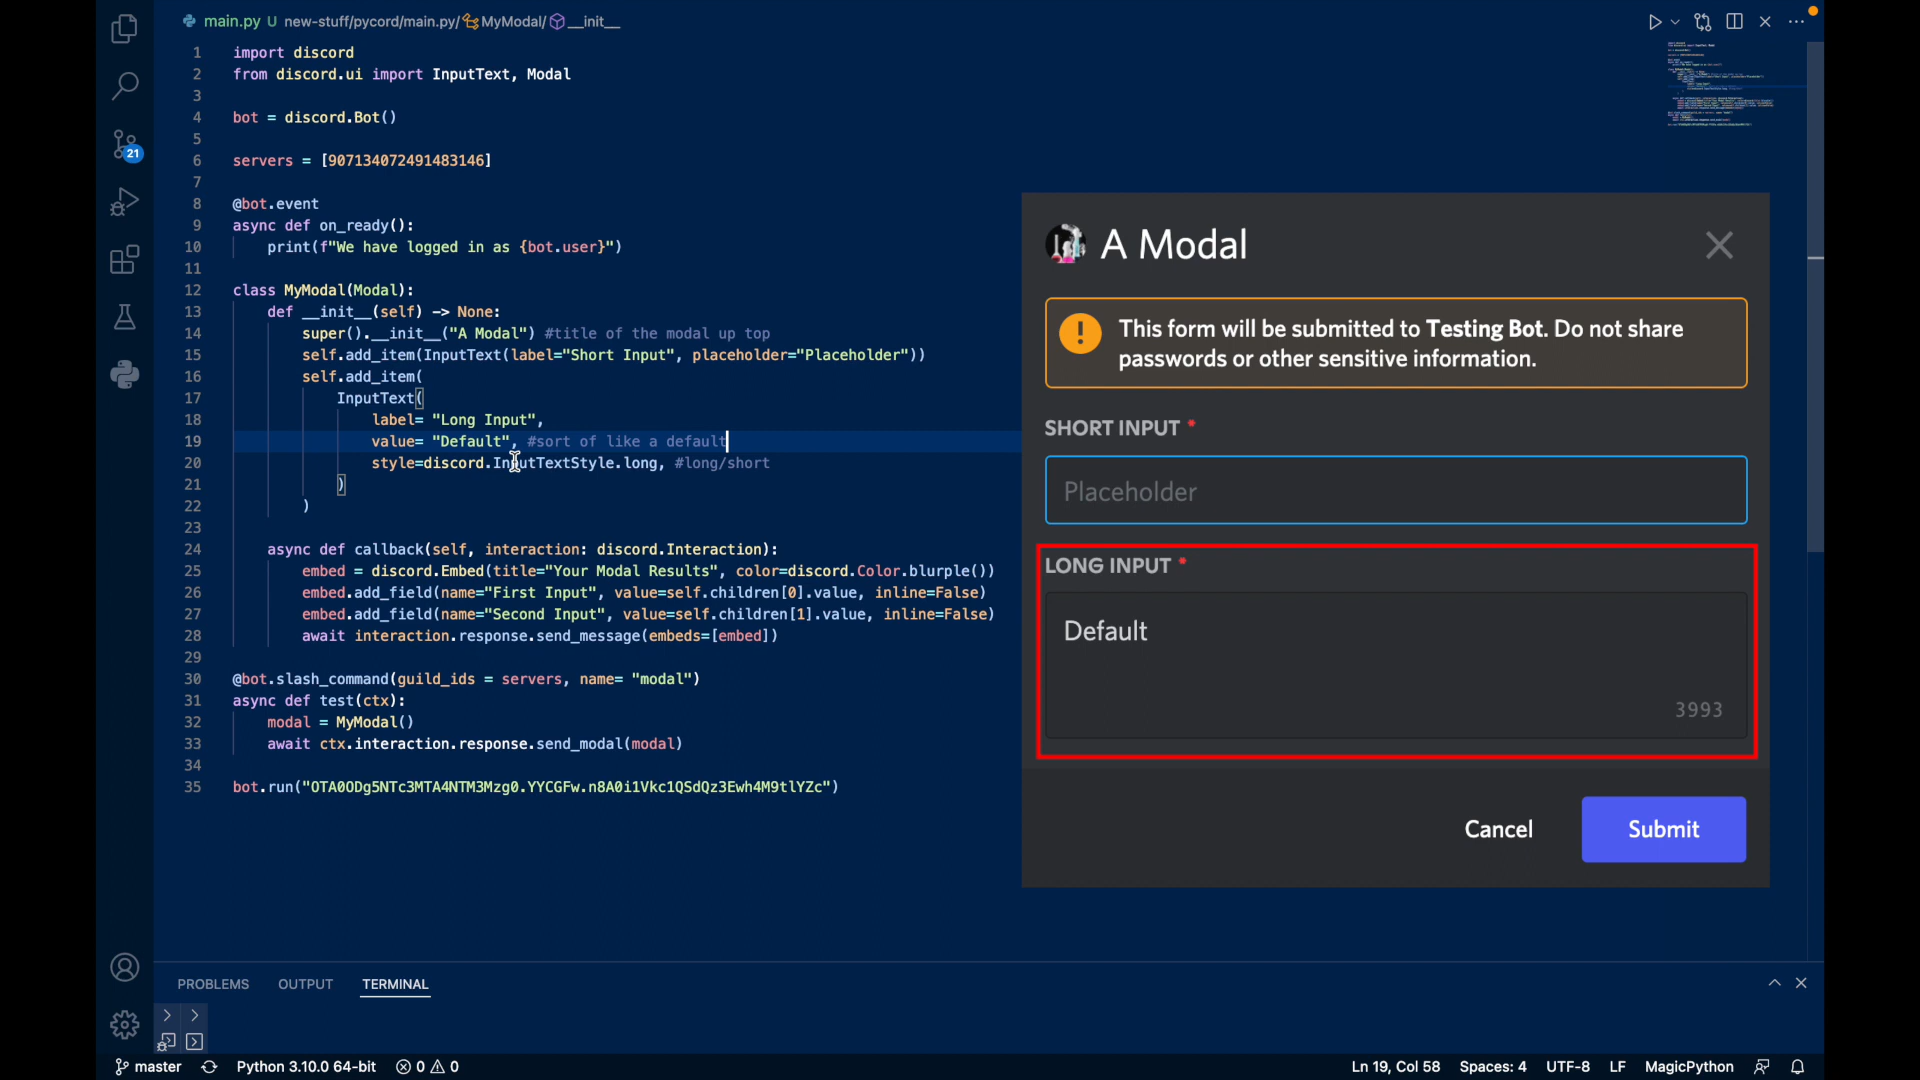 main.py U new-stuff/pycord/main.py/ MyModal/ __init__
1 import discord
2 from discord.ui import InputText, Modal
3
4 bot = discord.Bot()
5
6 servers = [907134072491483146]
7
8 @bot.event
9 async def on_ready():
10 print(f"We have logged in as {bot.user}")
11
12 class MyModal(Modal):
13 def __init__(self) -> None:
14 super().__init__("A Modal") #title of the modal up top
15 self.add_item(InputText(label="Short Input", placeholder="Placeholder"))
16 self.add_item(
17 InputText(
18 label= "Long Input",
19 value= "Default", #sort of like a default
20 style=discord.InputTextStyle.long, #long/short
21 )
22 )
23
24 async def callback(self, interaction: discord.Interaction):
25 embed = discord.Embed(title="Your Modal Results", color=discord.Color.blurple())
26 embed.add_field(name="First Input", value=self.children[0].value, inline=False)
27 embed.add_field(name="Second Input", value=self.children[1].value, inline=False)
28 await interaction.response.send_message(embeds=[embed])
29
30 @bot.slash_command(guild_ids = servers, name= "modal")
31 async def test(ctx):
32 modal = MyModal()
33 await ctx.interaction.response.send_modal(modal)
34
35 bot.run("OTA0ODg5NTc3MTA4NTM3Mzg0.YYCGFw.n8A0i1Vkc1QSdQz3Ewh4M9tlYZc")
A Modal
This form will be submitted to Testing Bot. Do not share
passwords or other sensitive information.
SHORT INPUT *
Placeholder
LONG INPUT *
Default
3993
Cancel Submit
21
PROBLEMS OUTPUT TERMINAL
master Python 3.10.0 64-bit 0 0 Ln 19, Col 58 Spaces: 4 UTF-8 LF MagicPython